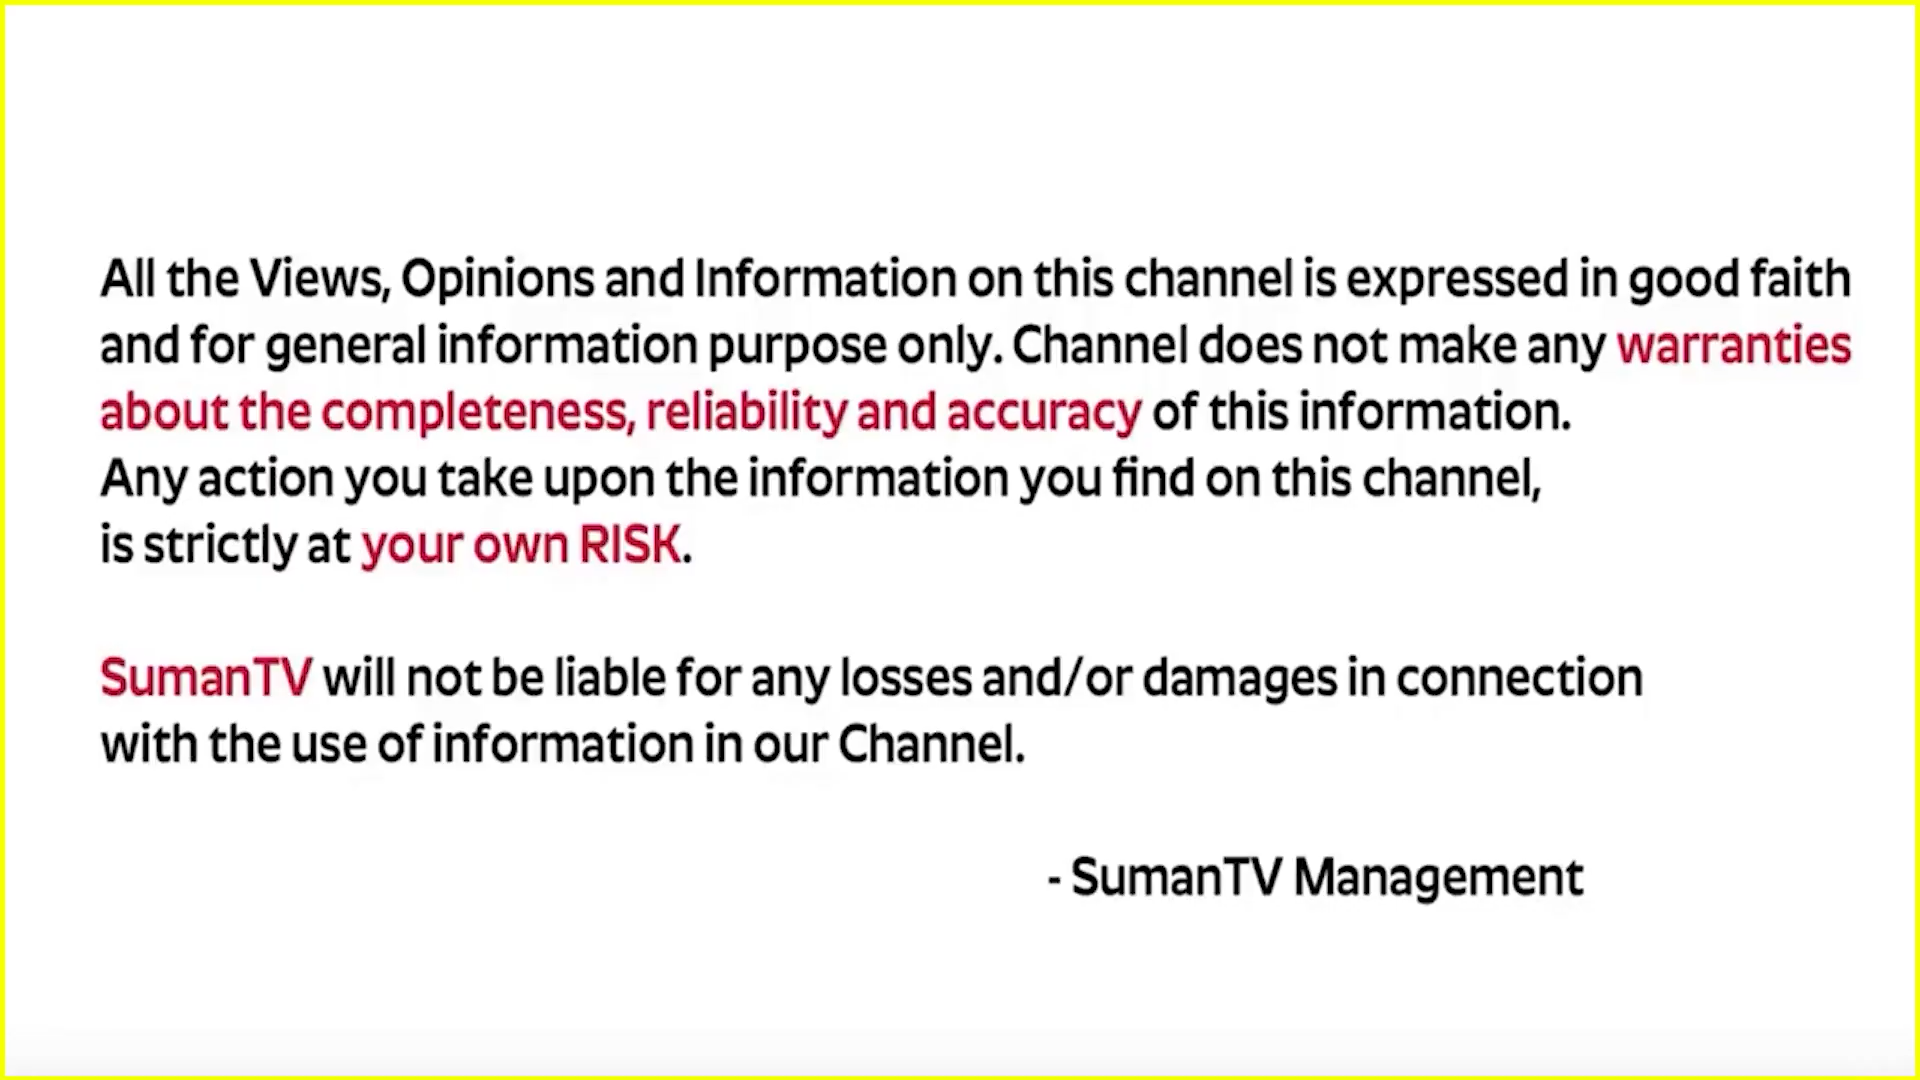 All the Views, Opinions and Information on this channel is expressed in good faith
and for general information purpose only. Channel does not make any warranties
about the completeness, reliability and accuracy of this information.
Any action you take upon the information you find on this channel,
is strictly at your own RISK.
SumanTV will not be liable for any losses and/or damages in connection
with the use of information in our Channel.
- SumanTV Management